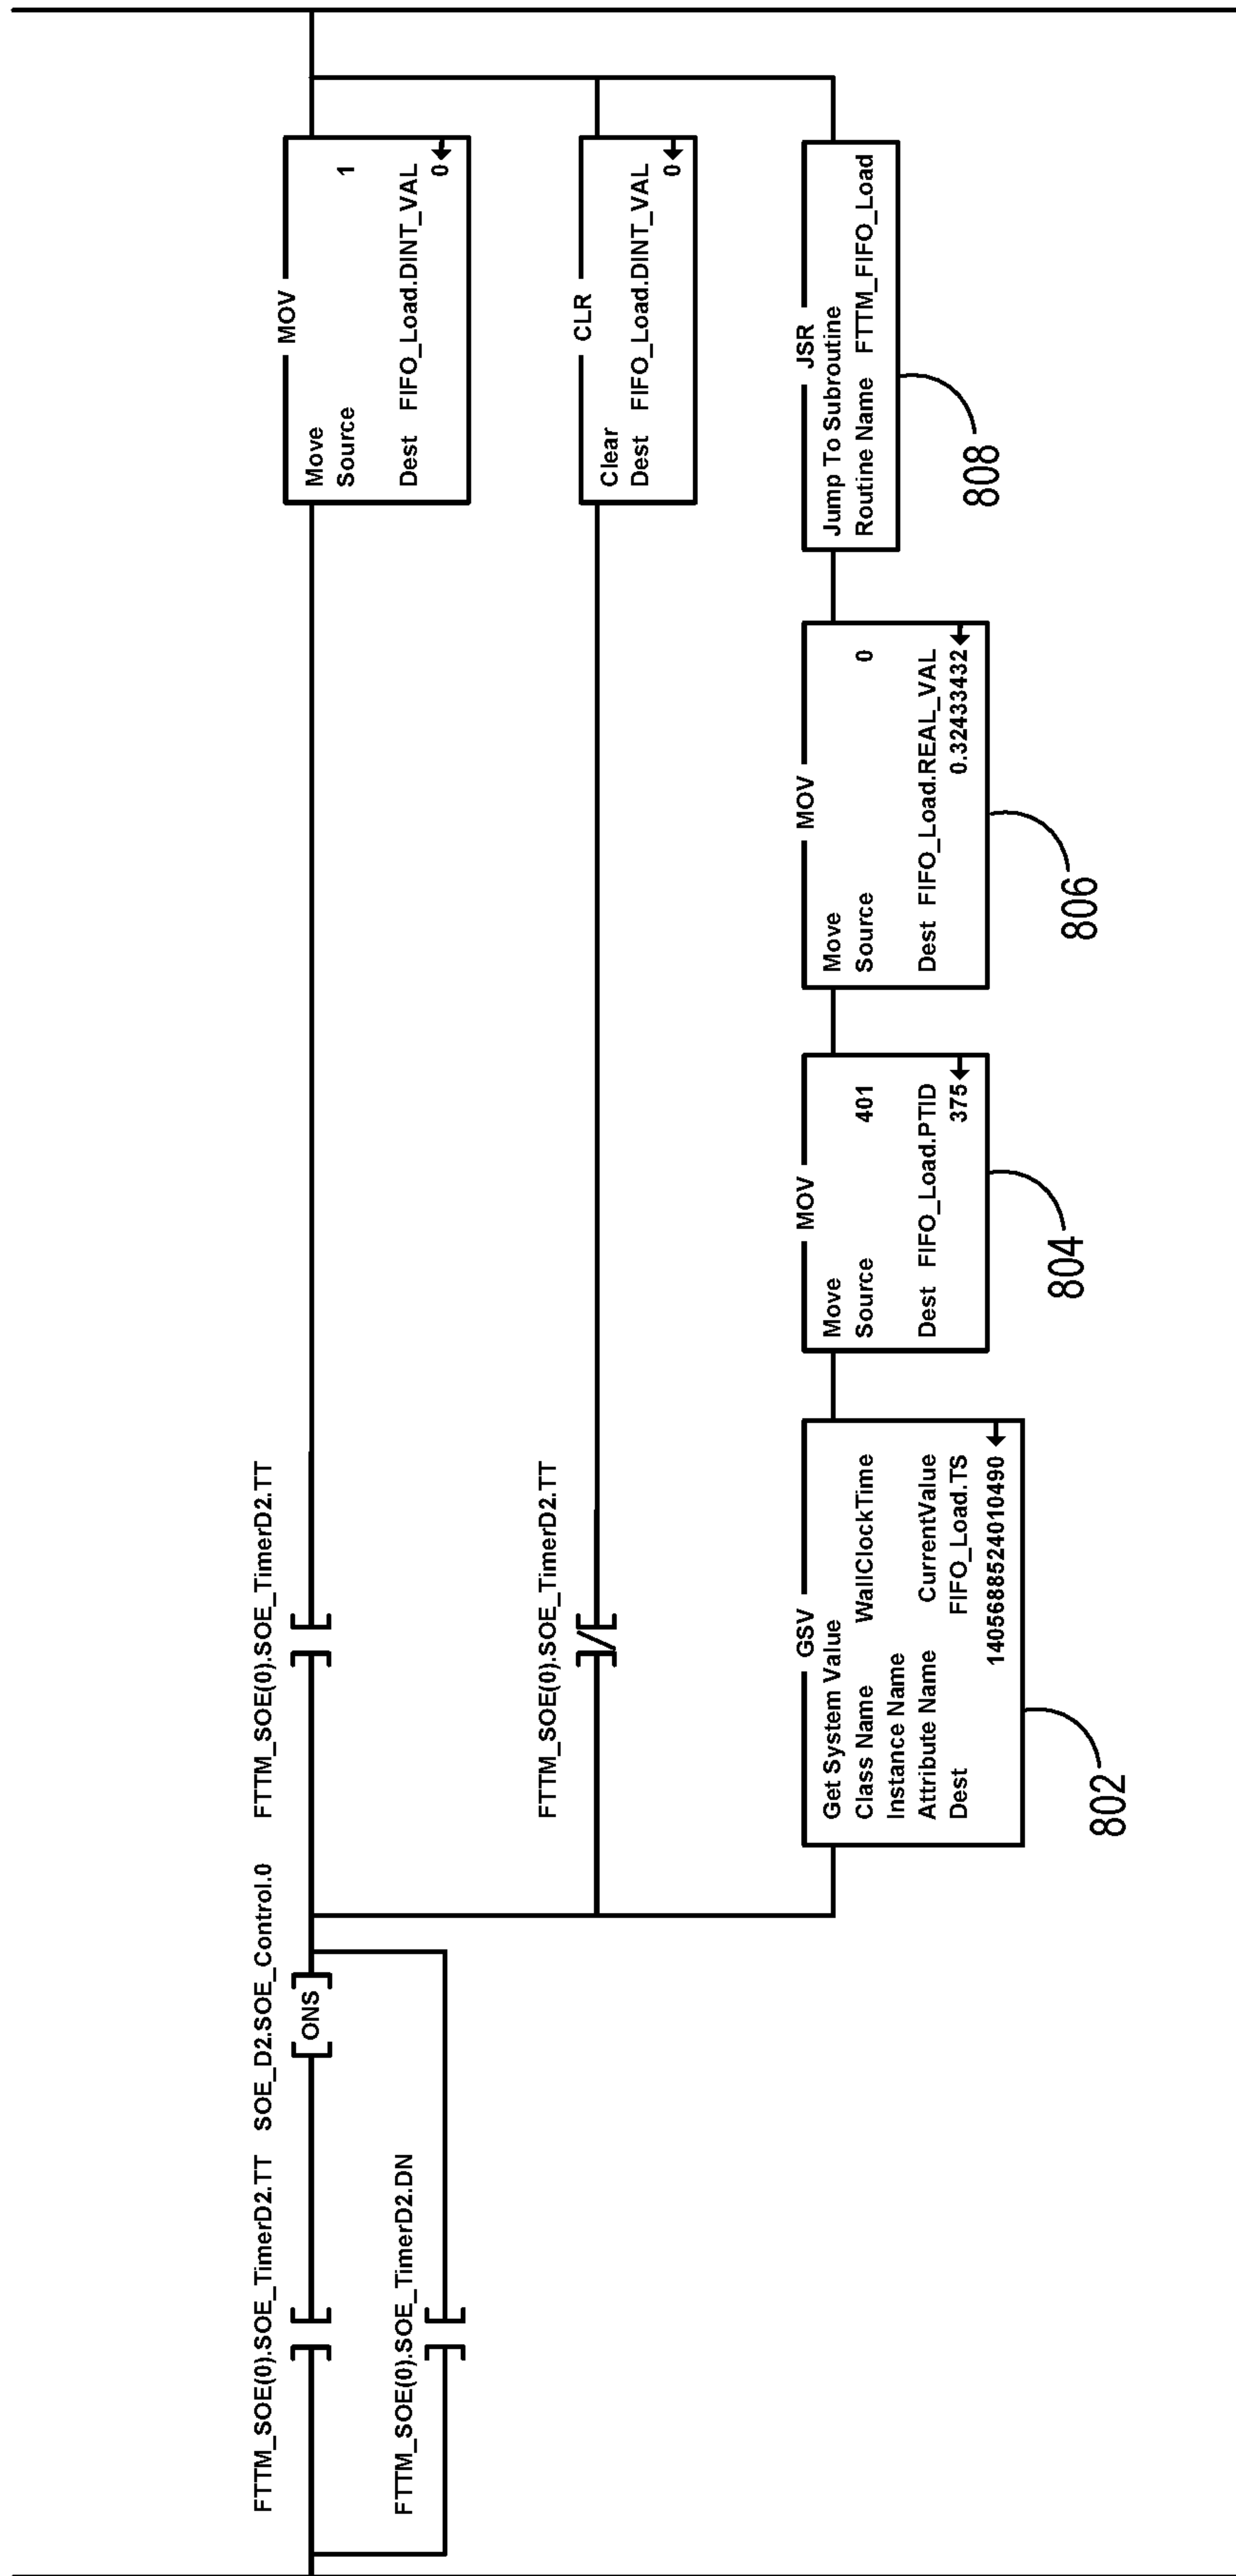 FTTM_SOE(0).SOE_TimerD2.TT
SOE_D2.SOE_Control.0
FTTM_SOE(0).SOE_TimerD2.TT
ONS
MOV
Move
Source 1
Dest FIFO_Load.DINT_VAL
0
FTTM_SOE(0).SOE_TimerD2.DN
FTTM_SOE(0).SOE_TimerD2.TT
CLR
Clear
Dest FIFO_Load.DINT_VAL
0
GSV
Get System Value
Class Name WallClockTime
Instance Name
Attribute Name CurrentValue
Dest FIFO_Load.TS
1405688524010490
802
MOV
Move
Source 401
Dest FIFO_Load.PTID
375
804
MOV
Move
Source 0
Dest FIFO_Load.REAL_VAL
0.32433432
806
JSR
Jump To Subroutine
Routine Name FTTM_FIFO_Load
808